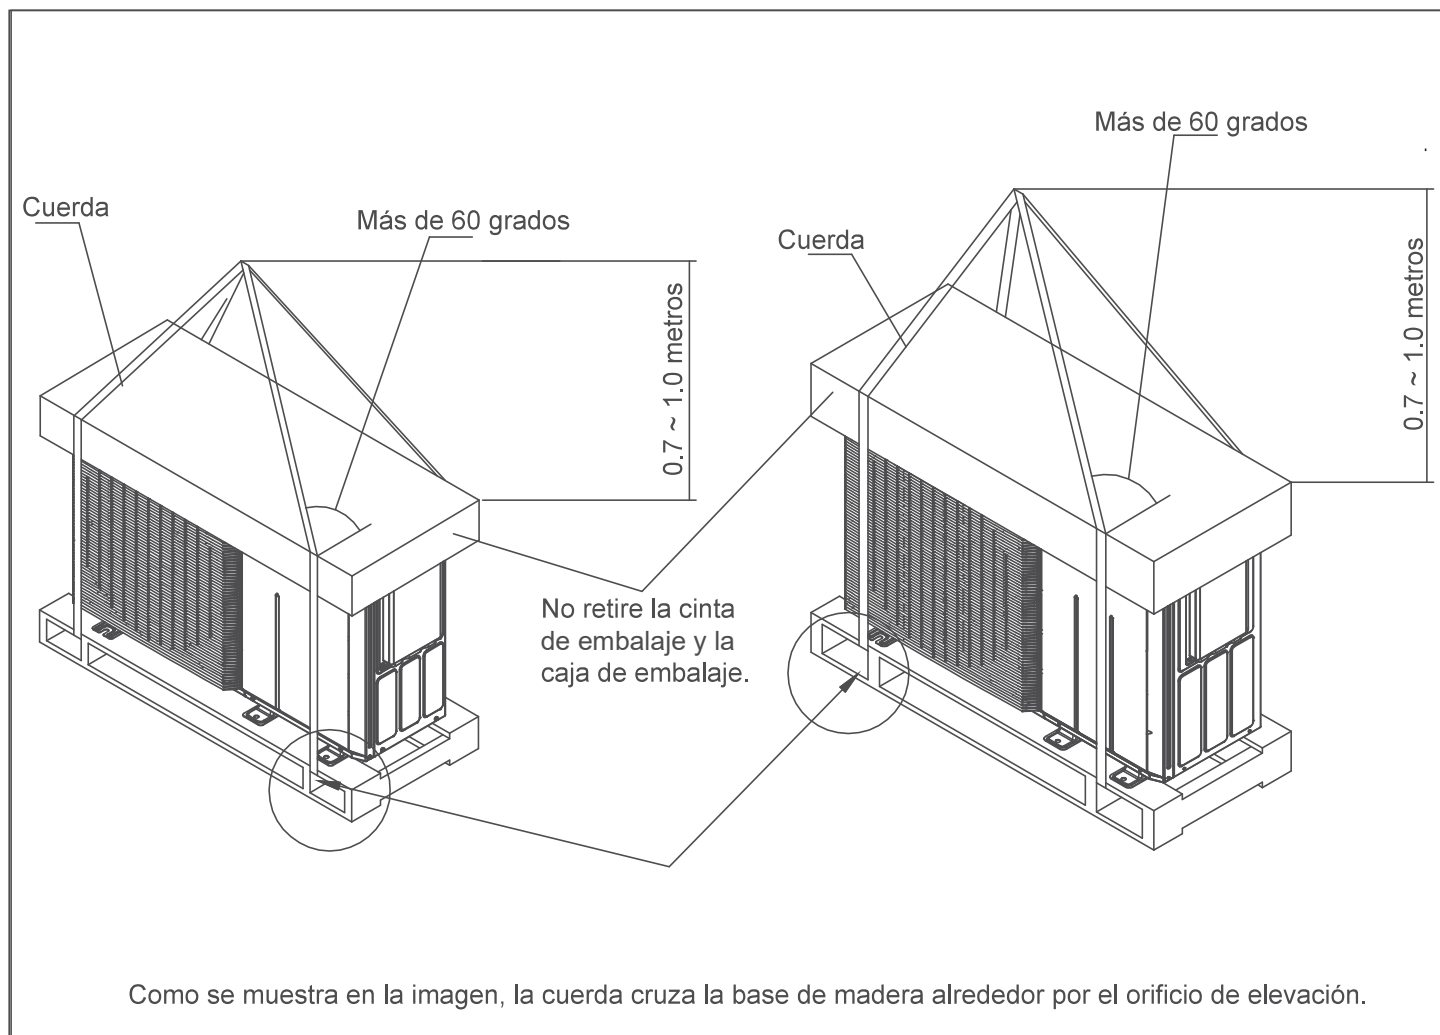 Más de 60 grados
Cuerda
Más de 60 grados
Cuerda
0.7 ~ 1.0 metros
0.7 ~ 1.0 metros
No retire la cinta
de embalaje y la
caja de embalaje.
Como se muestra en la imagen, la cuerda cruza la base de madera alrededor por el orificio de elevación.